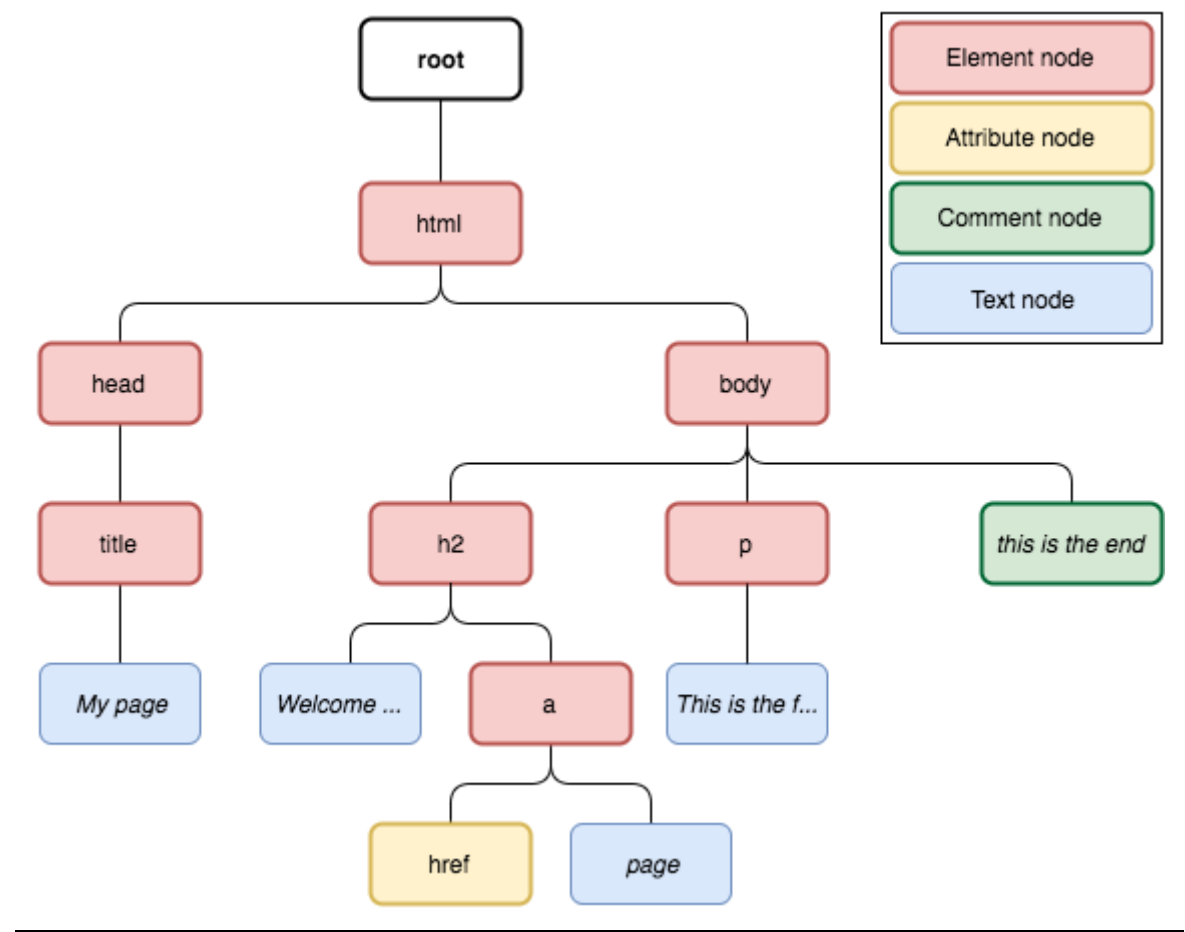 root
Element node
Attribute node
Comment node
Text node
html
head
body
title
h2
p
this is the end
My page
Welcome ...
a
This is the f...
href
page